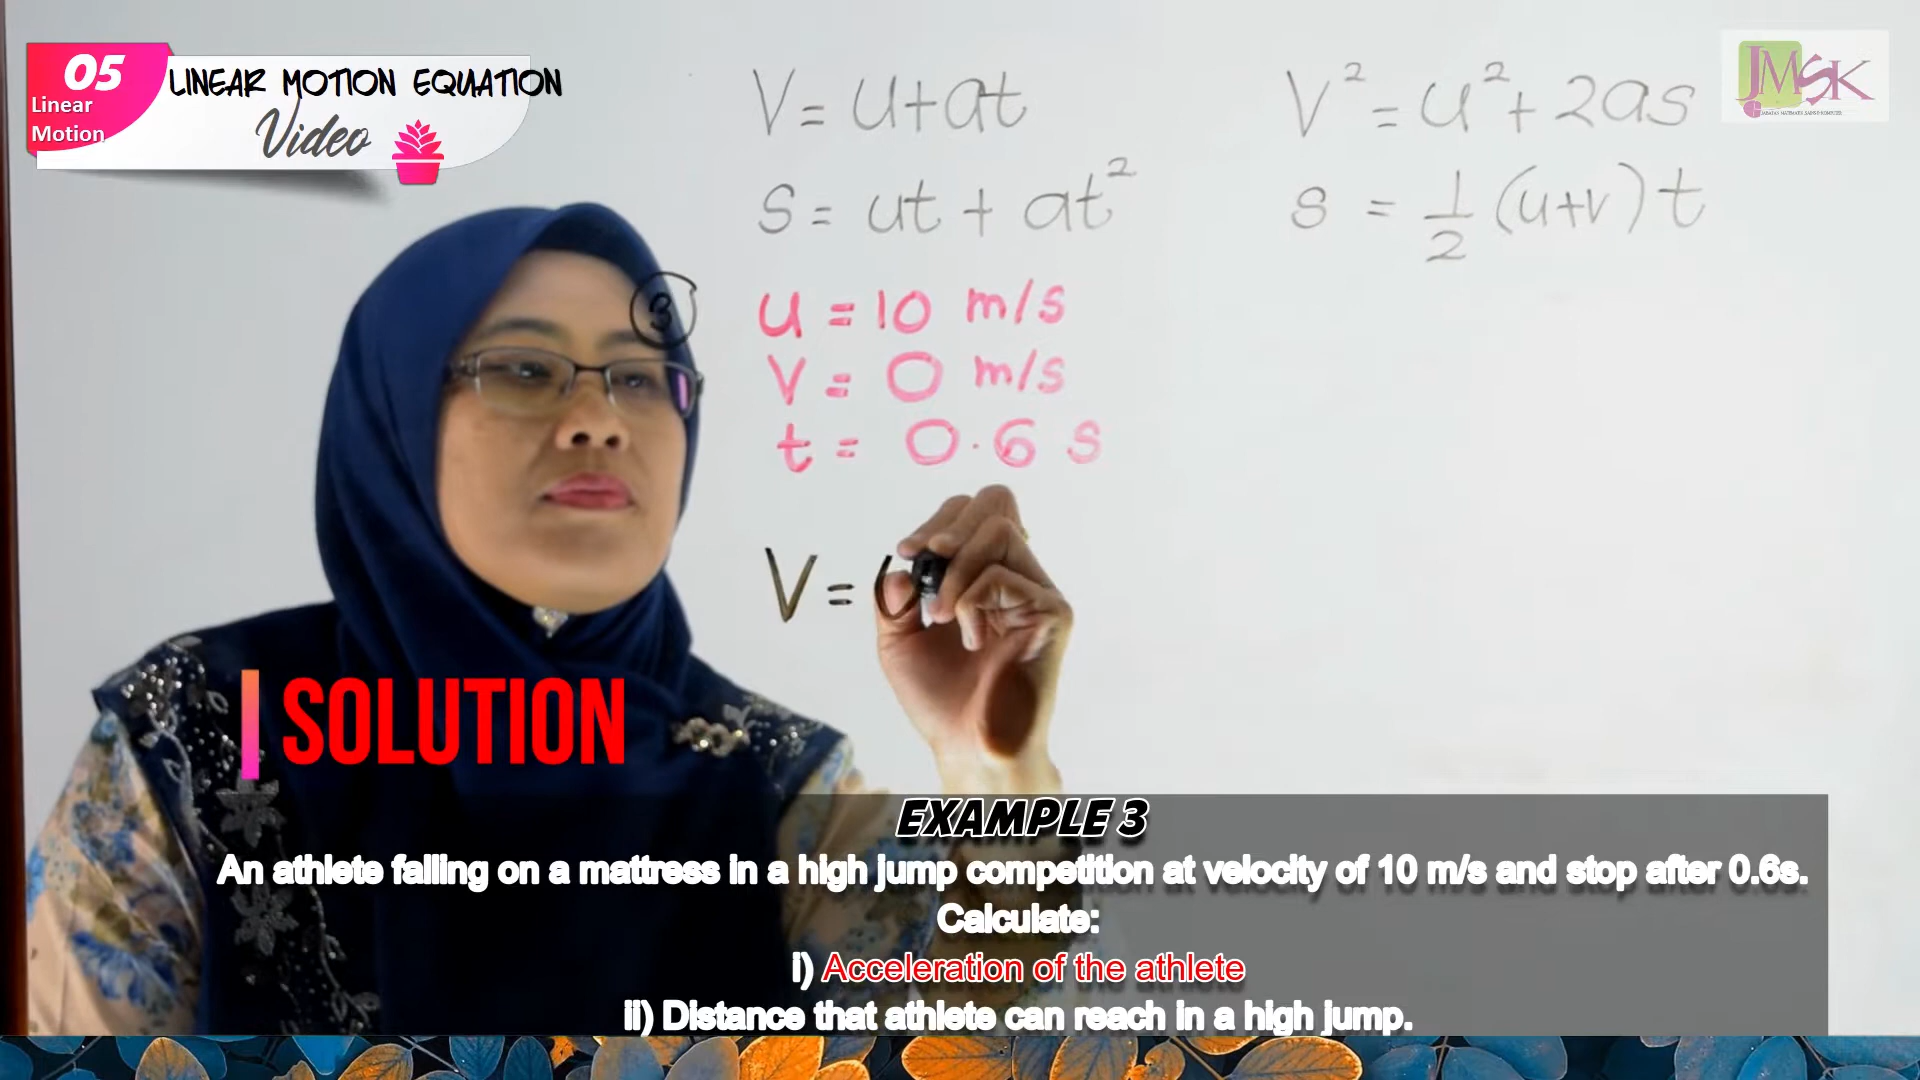 05
Linear
Motion
LINEAR MOTION EQUATION
Video
JMSK
V = u+at
S = ut + at²
V² = u² + 2as
s = 1/2 (u+v) t
3
u = 10 m/s
V = 0 m/s
t = 0.6 s
V = u
SOLUTION
EXAMPLE 3
An athlete falling on a mattress in a high jump competition at velocity of 10 m/s and stop after 0.6s.
Calculate:
i) Acceleration of the athlete
ii) Distance that athlete can reach in a high jump.